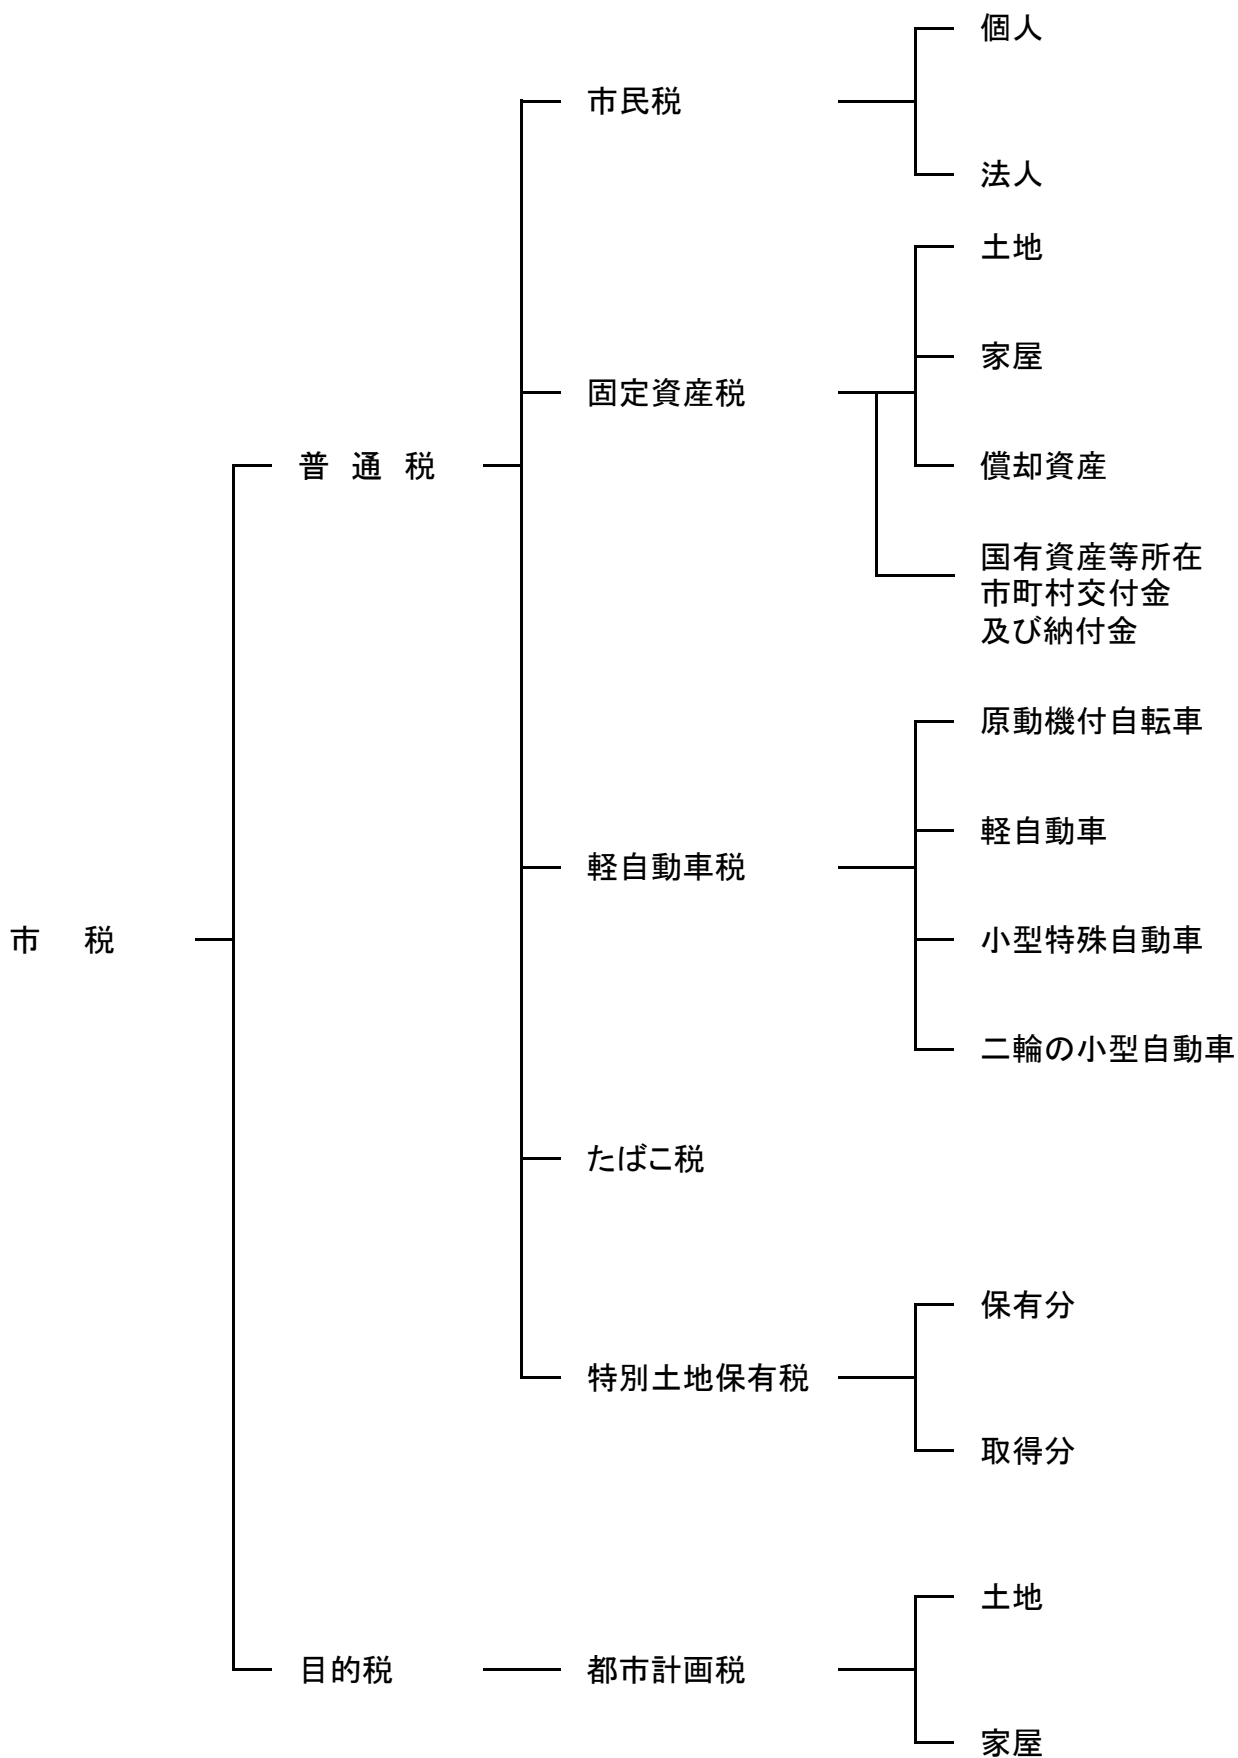 個人
市民税
法人
土地
家屋
固定資産税
普 通 税
償却資産
国有資産等所在
市町村交付金
及び納付金
原動機付自転車
軽自動車
軽自動車税
市 税
小型特殊自動車
二輪の小型自動車
たばこ税
保有分
特別土地保有税
取得分
土地
目的税
都市計画税
家屋